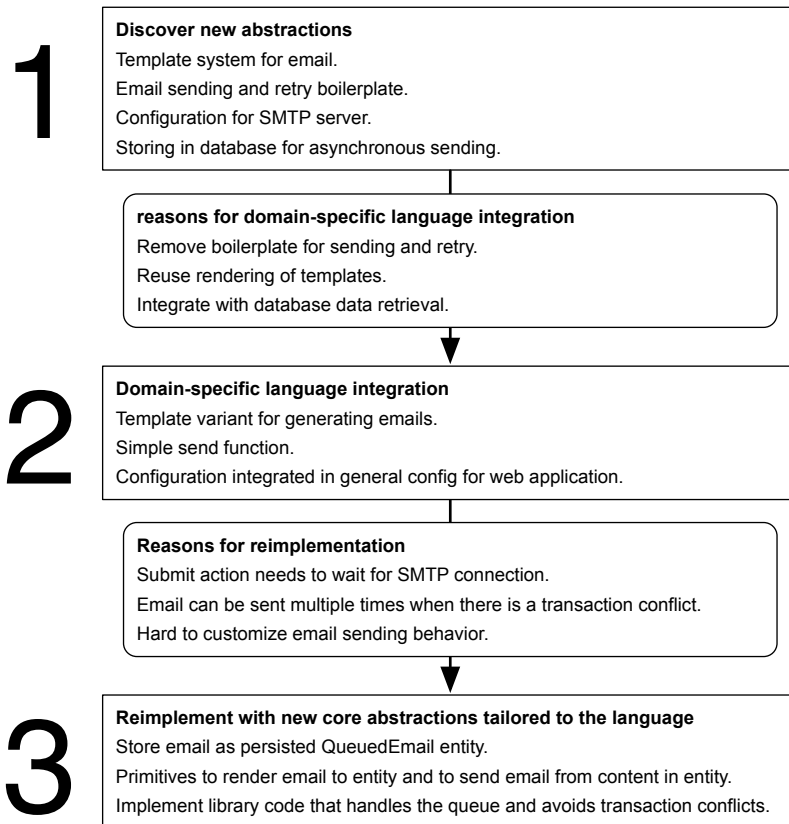 1
Discover new abstractions
Template system for email.
Email sending and retry boilerplate.
Configuration for SMTP server.
Storing in database for asynchronous sending.
reasons for domain-specific language integration
Remove boilerplate for sending and retry.
Reuse rendering of templates.
Integrate with database data retrieval.
2
Domain-specific language integration
Template variant for generating emails.
Simple send function.
Configuration integrated in general config for web application.
Reasons for reimplementation
Submit action needs to wait for SMTP connection.
Email can be sent multiple times when there is a transaction conflict.
Hard to customize email sending behavior.
3
Reimplement with new core abstractions tailored to the language
Store email as persisted QueuedEmail entity.
Primitives to render email to entity and to send email from content in entity.
Implement library code that handles the queue and avoids transaction conflicts.